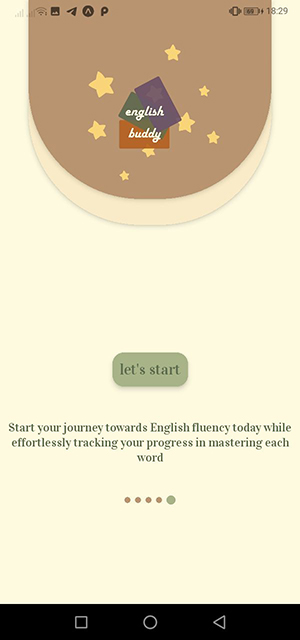 18:29
english
buddy
let's start
Start your journey towards English fluency today while
effortlessly tracking your progress in mastering each
word